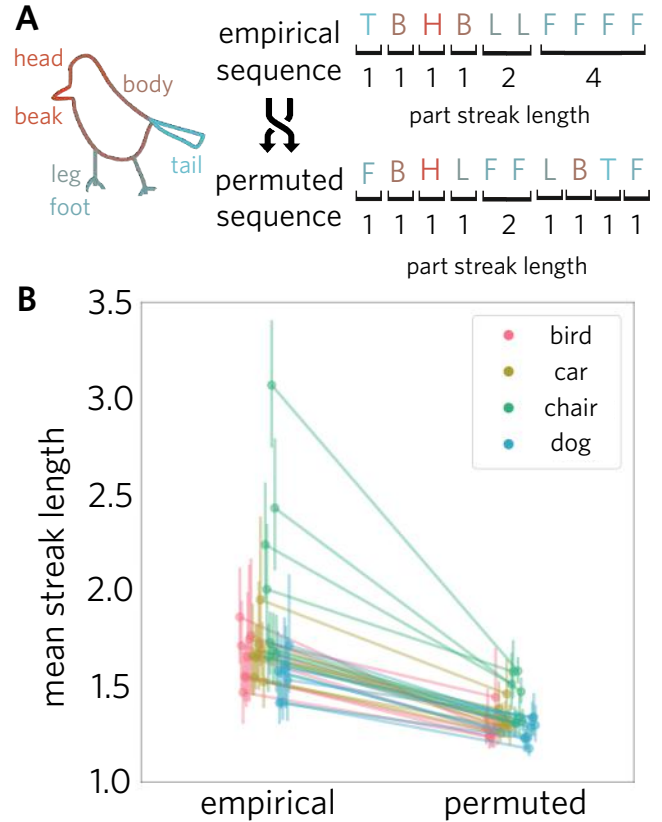 A
head
body
beak
leg
tail
foot
empirical
sequence
T B H B L L F F F F
1 1 1 1 2 4
part streak length
permuted
sequence
F B H L F F L B T F
1 1 1 1 2 1 1 1 1
part streak length
B
mean streak length
3.5
3.0
2.5
2.0
1.5
1.0
bird
car
chair
dog
empirical
permuted